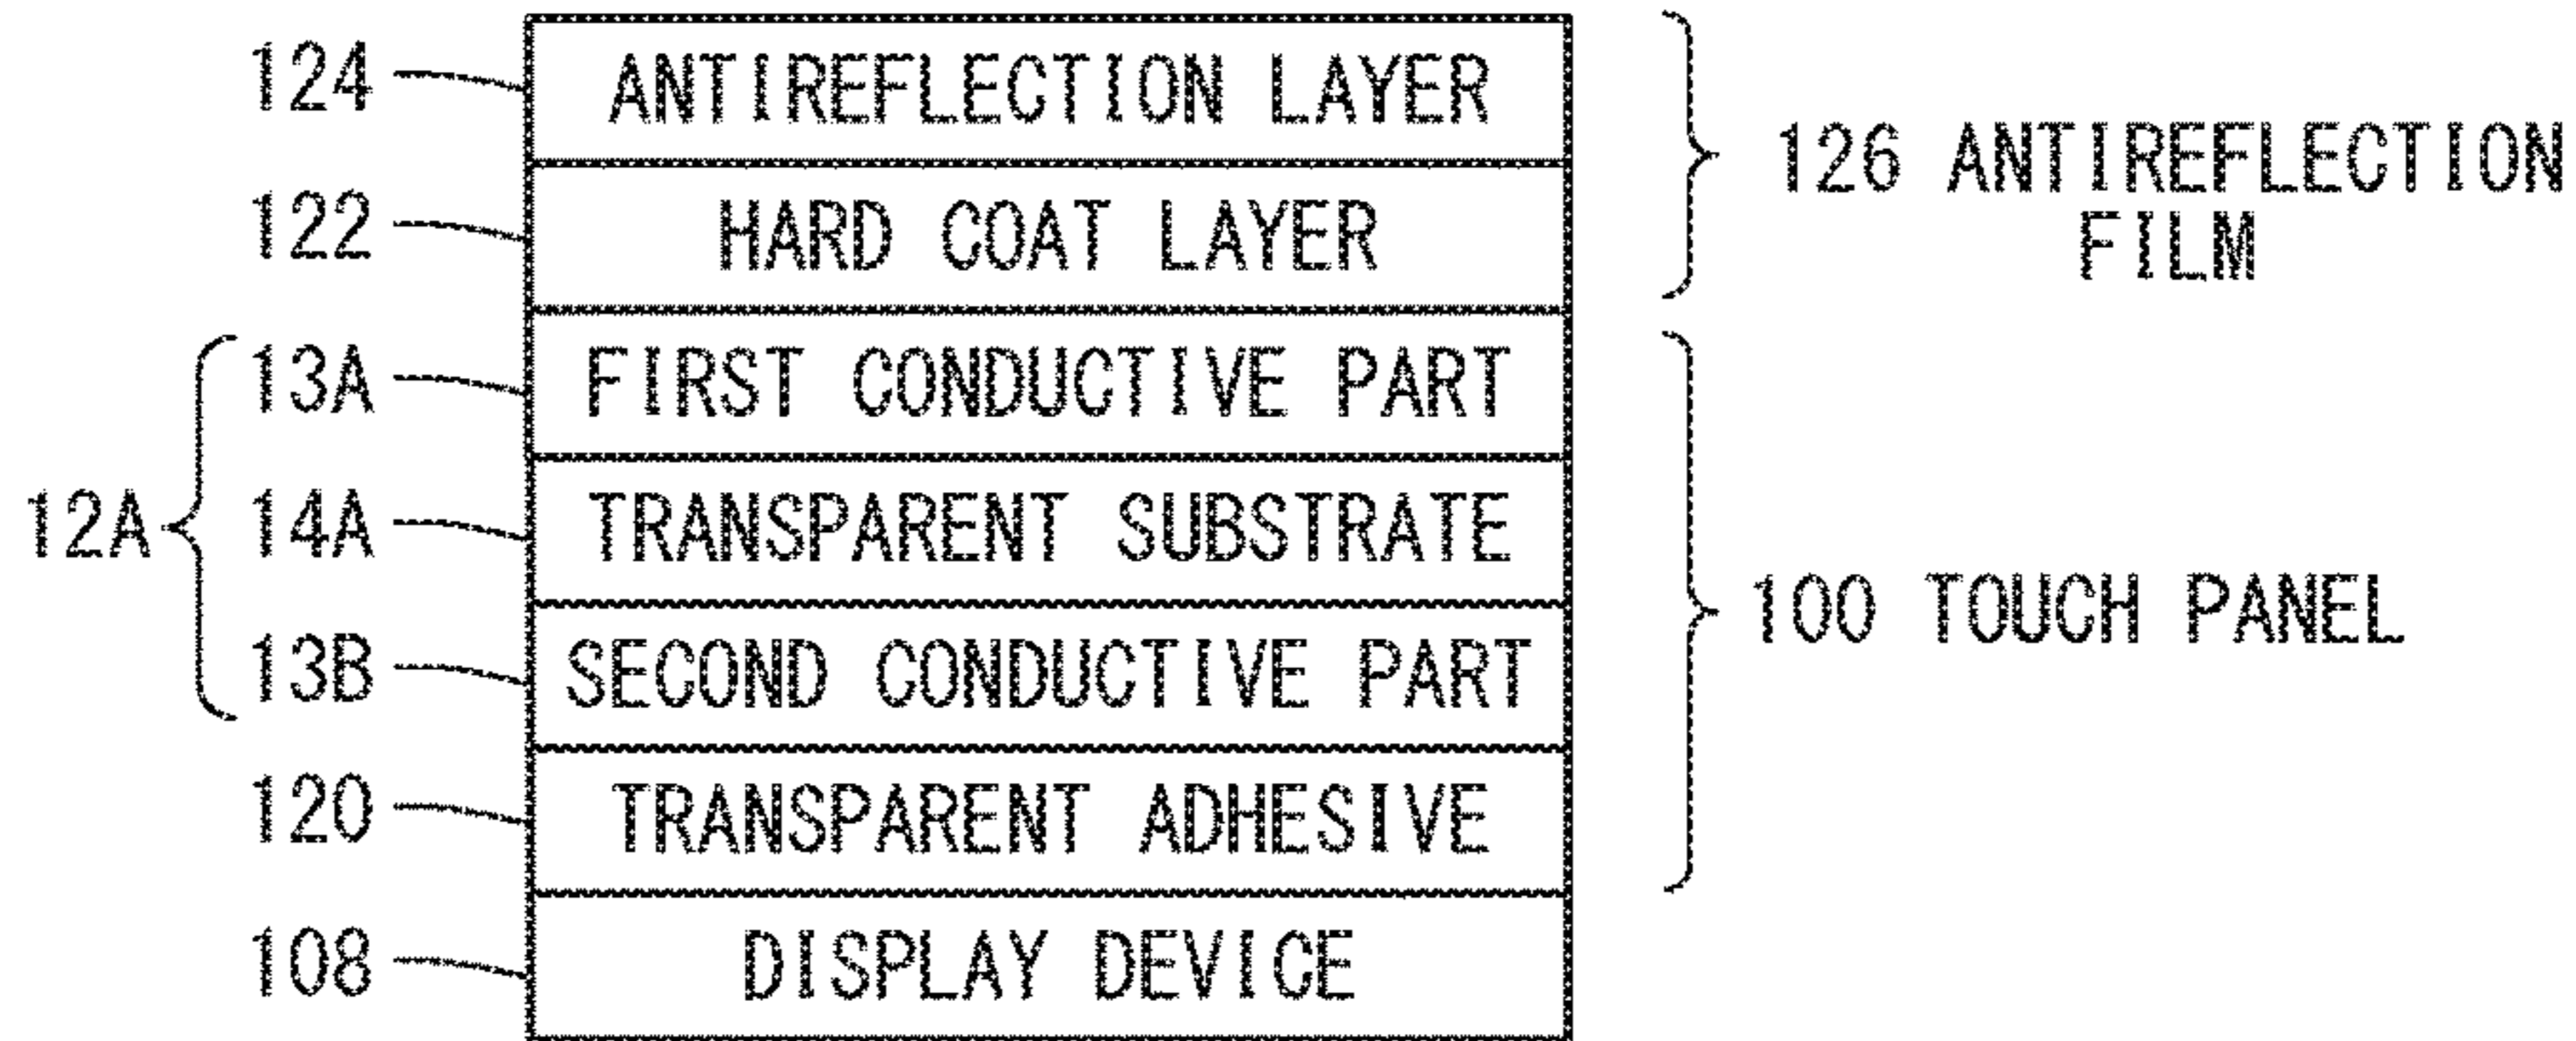 124 ANTIREFLECTION LAYER
122 HARD COAT LAYER
126 ANTIREFLECTION
FILM
13A FIRST CONDUCTIVE PART
12A 14A TRANSPARENT SUBSTRATE
100 TOUCH PANEL
13B SECOND CONDUCTIVE PART
120 TRANSPARENT ADHESIVE
108 DISPLAY DEVICE